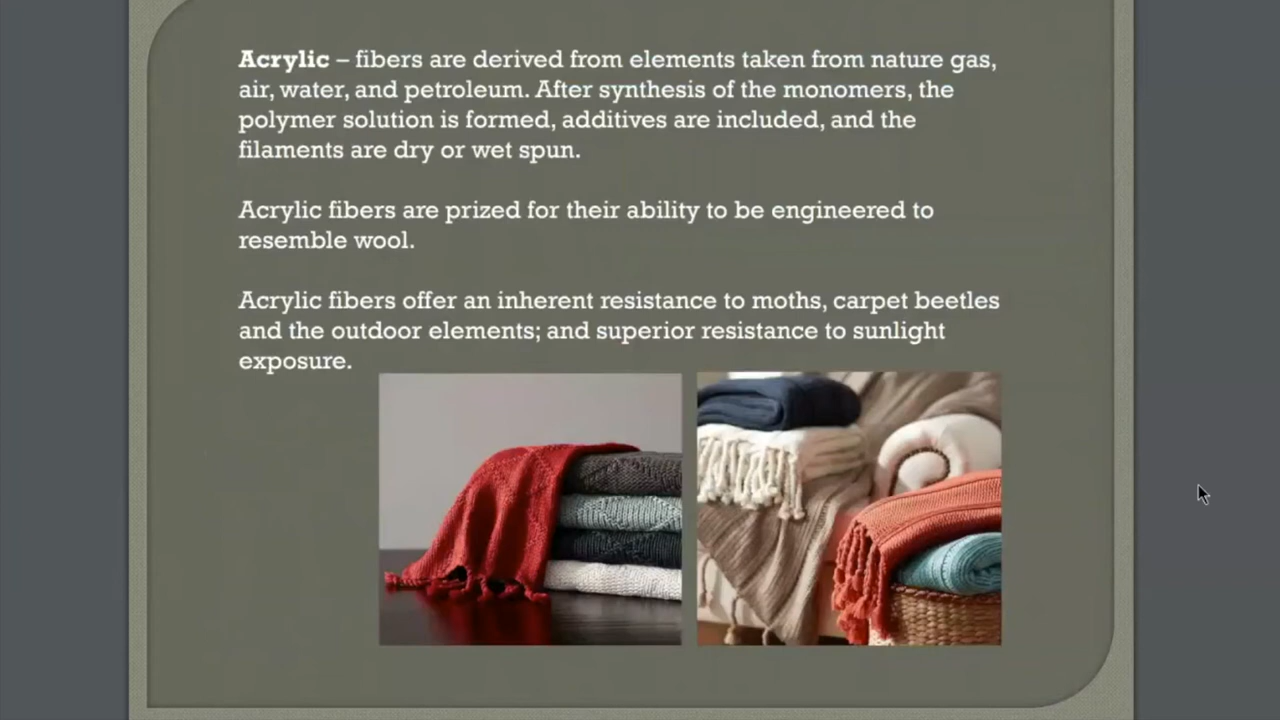 Acrylic – fibers are derived from elements taken from nature gas,
air, water, and petroleum. After synthesis of the monomers, the
polymer solution is formed, additives are included, and the
filaments are dry or wet spun.
Acrylic fibers are prized for their ability to be engineered to
resemble wool.
Acrylic fibers offer an inherent resistance to moths, carpet beetles
and the outdoor elements; and superior resistance to sunlight
exposure.